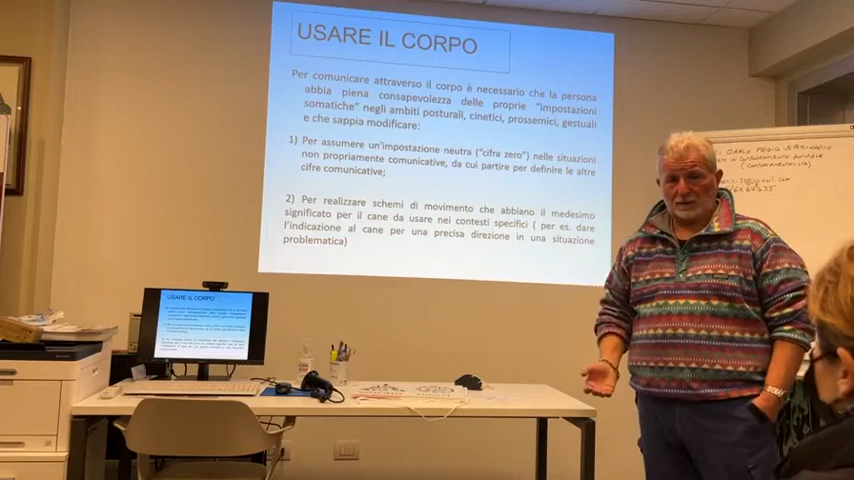 USARE IL CORPO
Per comunicare attraverso il corpo è necessario che la persona
abbia piena consapevolezza delle proprie "impostazioni
somatiche" negli ambiti posturali, cinetici, prossemici, gestuali
e che sappia modificare:
1) Per assumere un'impostazione neutra ("cifra zero") nelle situazioni
non propriamente comunicative, da cui partire per definire le altre
cifre comunicative;
2) Per realizzare schemi di movimento che abbiano il medesimo
significato per il cane da usare nei contesti specifici ( per es. dare
l'indicazione al cane per una precisa direzione in una situazione
problematica)
CARLO MEDICO VETERINARIO
USARE IL CORPO